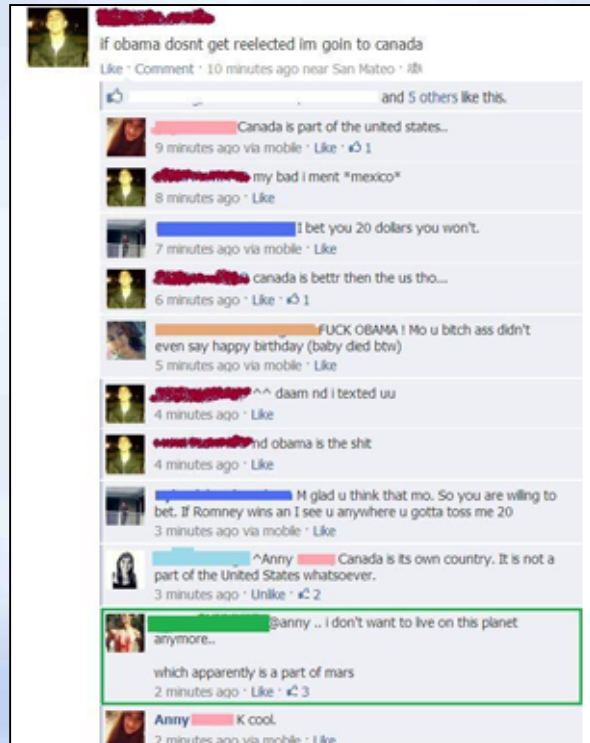 if obama dosnt get reelected im goin to canada
Like · Comment · 10 minutes ago near San Mateo ·
and 5 others like this.
Canada is part of the united states..
9 minutes ago via mobile · Like · 1
my bad i ment *mexico*
8 minutes ago · Like
I bet you 20 dollars you won't.
7 minutes ago via mobile · Like
canada is bettr then the us tho...
6 minutes ago · Like · 1
FUCK OBAMA ! Mo u bitch ass didn't
even say happy birthday (baby died btw)
5 minutes ago via mobile · Like
^^ daam nd i texted uu
4 minutes ago · Like
nd obama is the shit
4 minutes ago · Like
M glad u think that mo. So you are wiling to
bet. If Romney wins an I see u anywhere u gotta toss me 20
3 minutes ago via mobile · Like
^Anny Canada is its own country. It is not a
part of the United States whatsoever.
3 minutes ago · Unlike · 2
@anny .. i don't want to live on this planet
anymore..
which apparently is a part of mars
2 minutes ago · Like · 3
Anny K cool.
2 minutes ago via mobile · Like